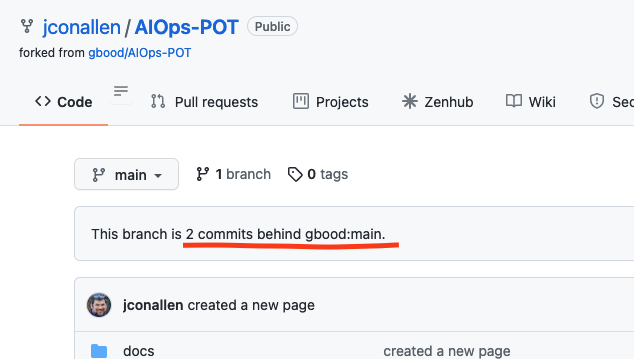 jconallen / AIOps-POT Public
forked from gbood/AIOps-POT
Code Pull requests Projects Zenhub Wiki Sec
main 1 branch 0 tags
This branch is 2 commits behind gbood:main.
jconallen created a new page
docs created a new page